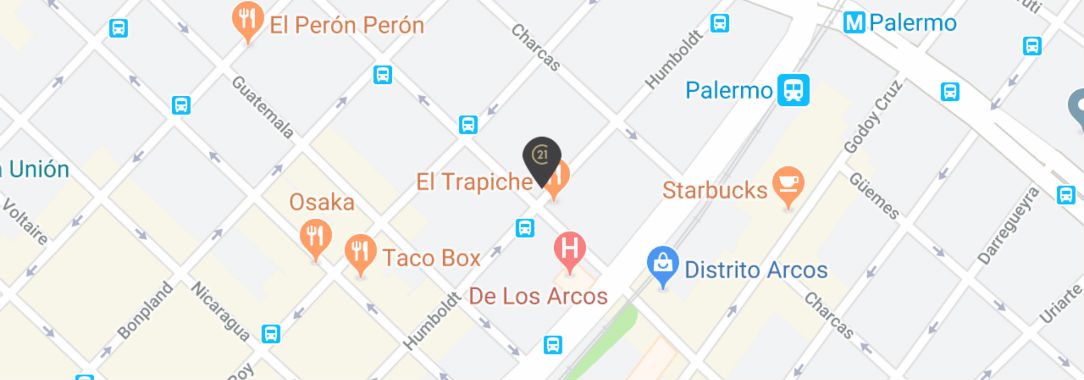 El Perón Perón
Charcas
Humboldt
M Palermo
Palermo
Guatemala
Godoy Cruz
21
a Unión
El Trapiche
Starbucks
Güemes
Voltaire
Osaka
Darregueyra
Taco Box
H
Distrito Arcos
De Los Arcos
Bonpland
Nicaragua
Humboldt
Charcas
Uriarte